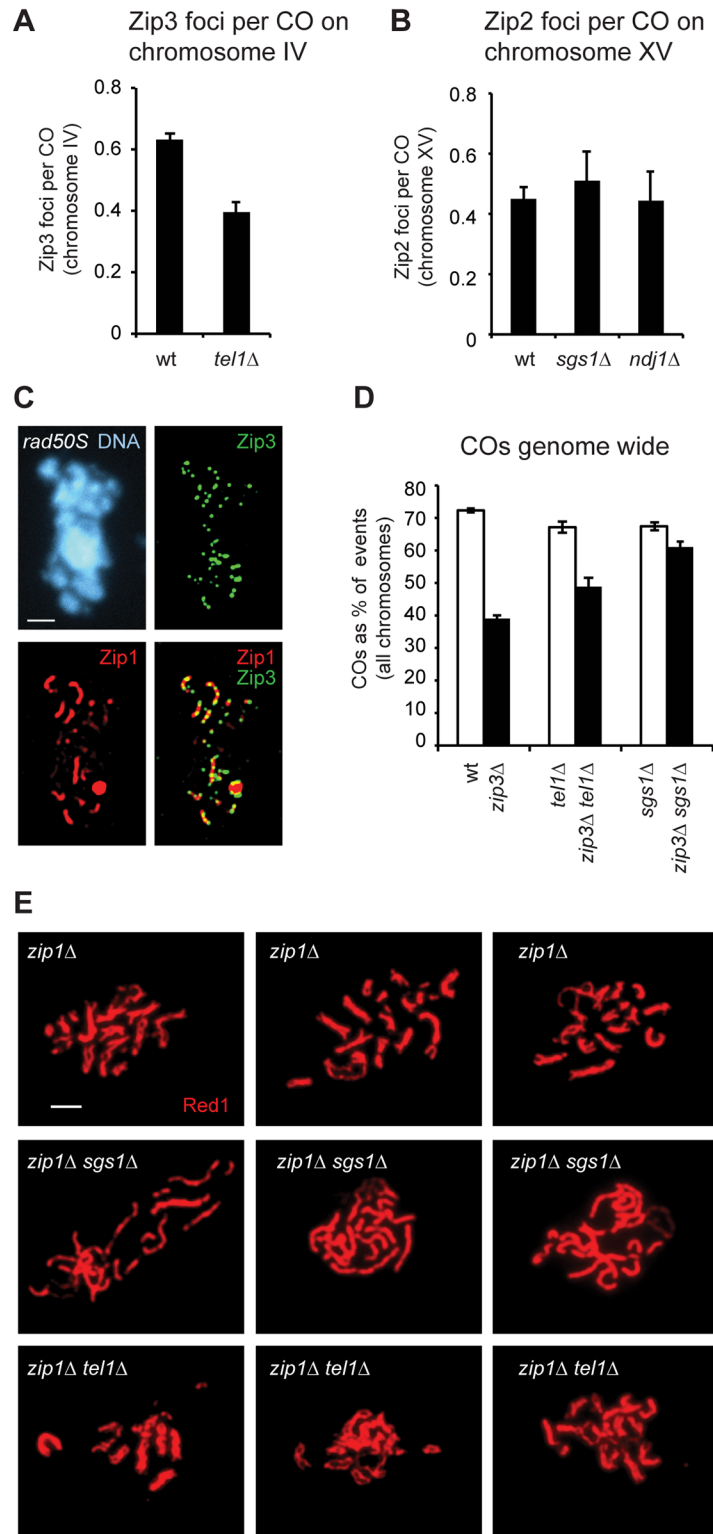 A
Zip3 foci per CO on
chromosome IV
Zip3 foci per CO
(chromosome IV)
0.8
0.6
0.4
0.2
0
wt
tel1Δ
B
Zip2 foci per CO on
chromosome XV
Zip2 foci per CO
(chromosome XV)
0.8
0.6
0.4
0.2
0
wt
sgs1Δ
ndj1Δ
C
rad50S DNA
Zip3
Zip1
Zip1
Zip3
D
COs genome wide
COs as % of events
(all chromosomes)
80
70
60
50
40
30
20
10
0
wt
zip3Δ
tel1Δ
zip3Δ tel1Δ
sgs1Δ
zip3Δ sgs1Δ
E
zip1Δ
Red1
zip1Δ
zip1Δ
zip1Δ sgs1Δ
zip1Δ sgs1Δ
zip1Δ sgs1Δ
zip1Δ tel1Δ
zip1Δ tel1Δ
zip1Δ tel1Δ